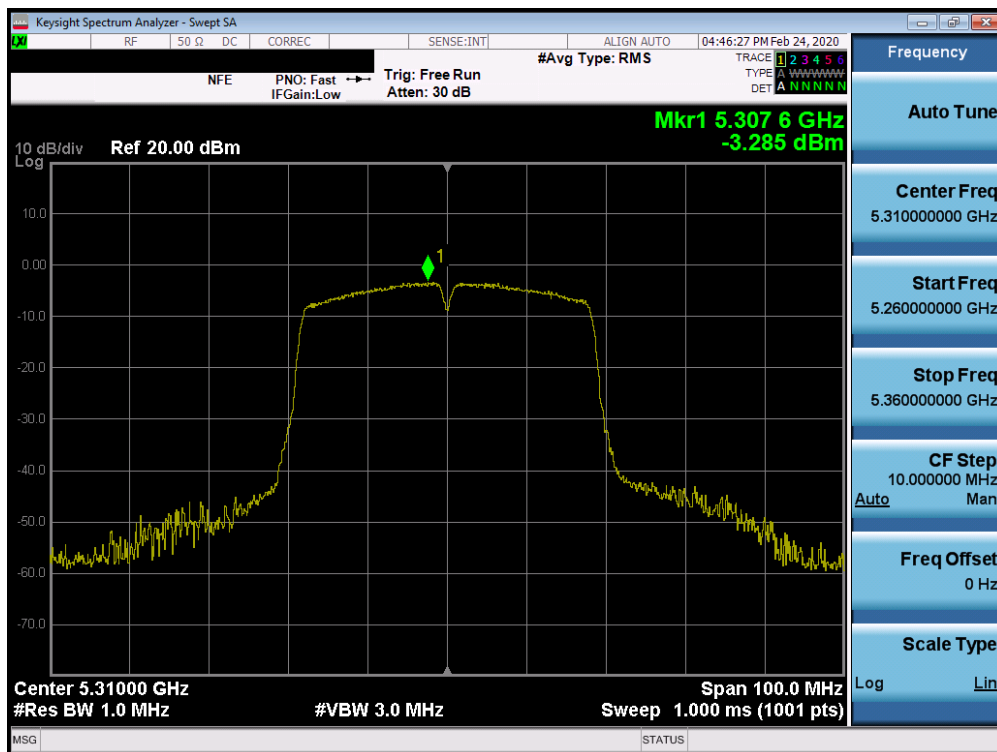 Keysight Spectrum Analyzer - Swept SA
LXI RF 50 Ω DC CORREC SENSE:INT ALIGN AUTO 04:46:27 PM Feb 24, 2020
#Avg Type: RMS
TRACE 1 2 3 4 5 6
TYPE A WWWWW
DET A N N N N N
NFE
PNO: Fast
IFGain:Low
Trig: Free Run
Atten: 30 dB
Mkr1 5.307 6 GHz
-3.285 dBm
10 dB/div
Log
Ref 20.00 dBm
10.0
0.00
-10.0
-20.0
-30.0
-40.0
-50.0
-60.0
-70.0
1
Center 5.31000 GHz
Span 100.0 MHz
#Res BW 1.0 MHz
#VBW 3.0 MHz
Sweep 1.000 ms (1001 pts)
MSG
STATUS
Frequency
Auto Tune
Center Freq
5.310000000 GHz
Start Freq
5.260000000 GHz
Stop Freq
5.360000000 GHz
CF Step
10.000000 MHz
Auto Man
Freq Offset
0 Hz
Scale Type
Log Lin